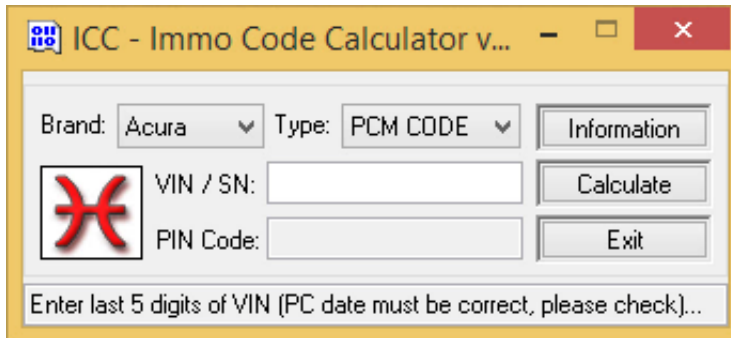 ICC - Immo Code Calculator v...
Brand: Acura Type: PCM CODE Information
VIN / SN: Calculate
PIN Code: Exit
Enter last 5 digits of VIN (PC date must be correct, please check)...